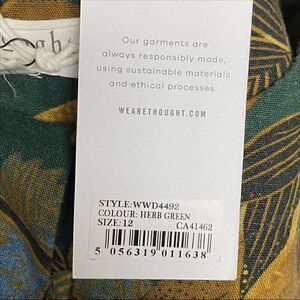 Our garments are
always responsibly made,
using sustainable materials
and ethical processes.
WEARETHOUGHT.COM
STYLE:WWD4492
COLOUR: HERB GREEN
SIZE:12 CA41462
5 056319 011638